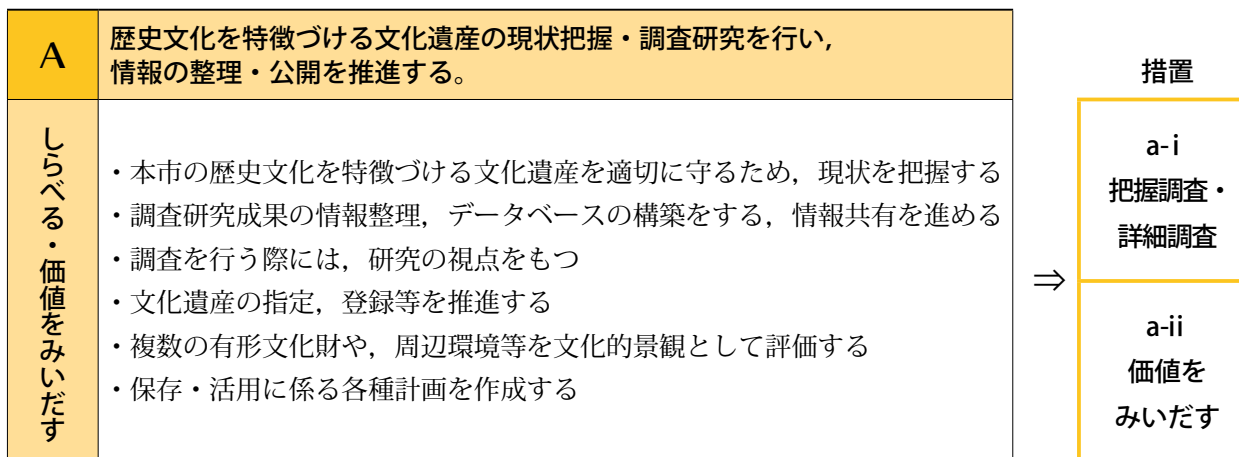 A
歴史文化を特徴づける文化遺産の現状把握・調査研究を行い，
情報の整理・公開を推進する。
しらべる・価値をみいだす
・本市の歴史文化を特徴づける文化遺産を適切に守るため，現状を把握する
・調査研究成果の情報整理，データベースの構築をする，情報共有を進める
・調査を行う際には，研究の視点をもつ
・文化遺産の指定，登録等を推進する
・複数の有形文化財や，周辺環境等を文化的景観として評価する
・保存・活用に係る各種計画を作成する
⇒
措置
a-i
把握調査・
詳細調査
a-ii
価値を
みいだす